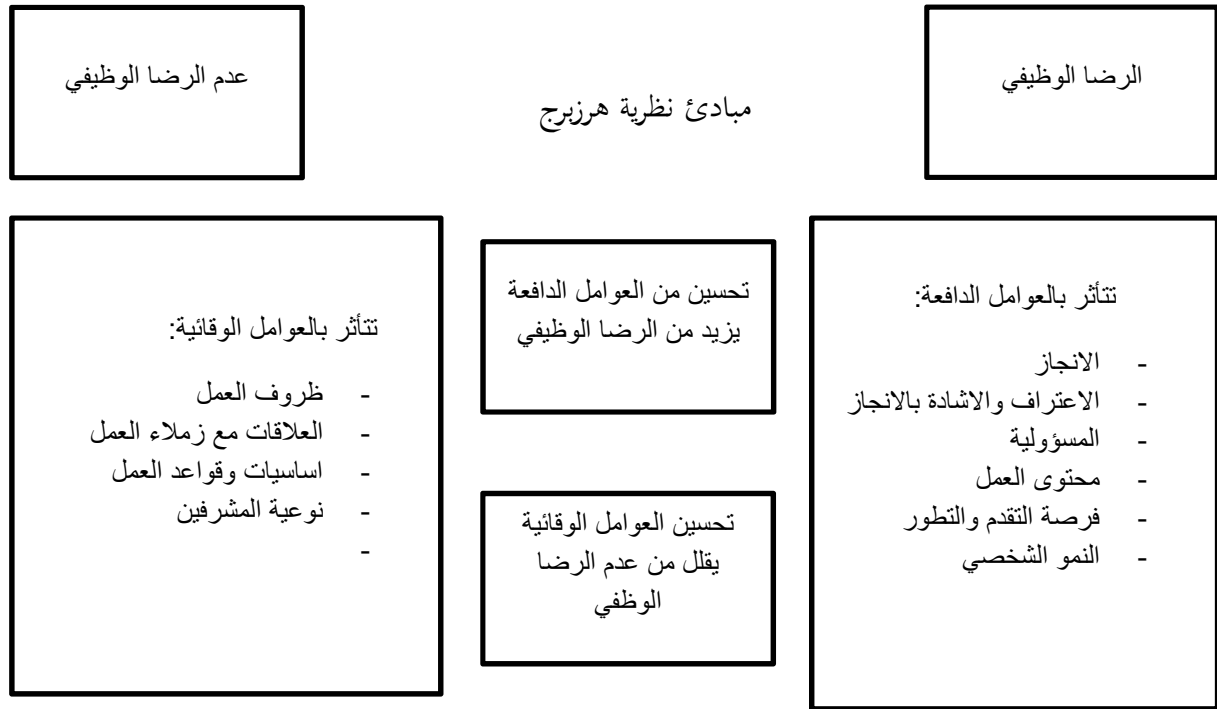 الرضا الوظيفي
مبادئ نظرية هرزبرج
عدم الرضا الوظيفي
تتأثر بالعوامل الدافعة:
- الانجاز
- الاعتراف والاشادة بالانجاز
- المسؤولية
- محتوى العمل
- فرصة التقدم والتطور
- النمو الشخصي
تحسين من العوامل الدافعة
يزيد من الرضا الوظيفي
تحسين العوامل الوقائية
يقلل من عدم الرضا
الوظفي
تتأثر بالعوامل الوقائية:
- ظروف العمل
- العلاقات مع زملاء العمل
- اساسيات وقواعد العمل
- نوعية المشرفين
-